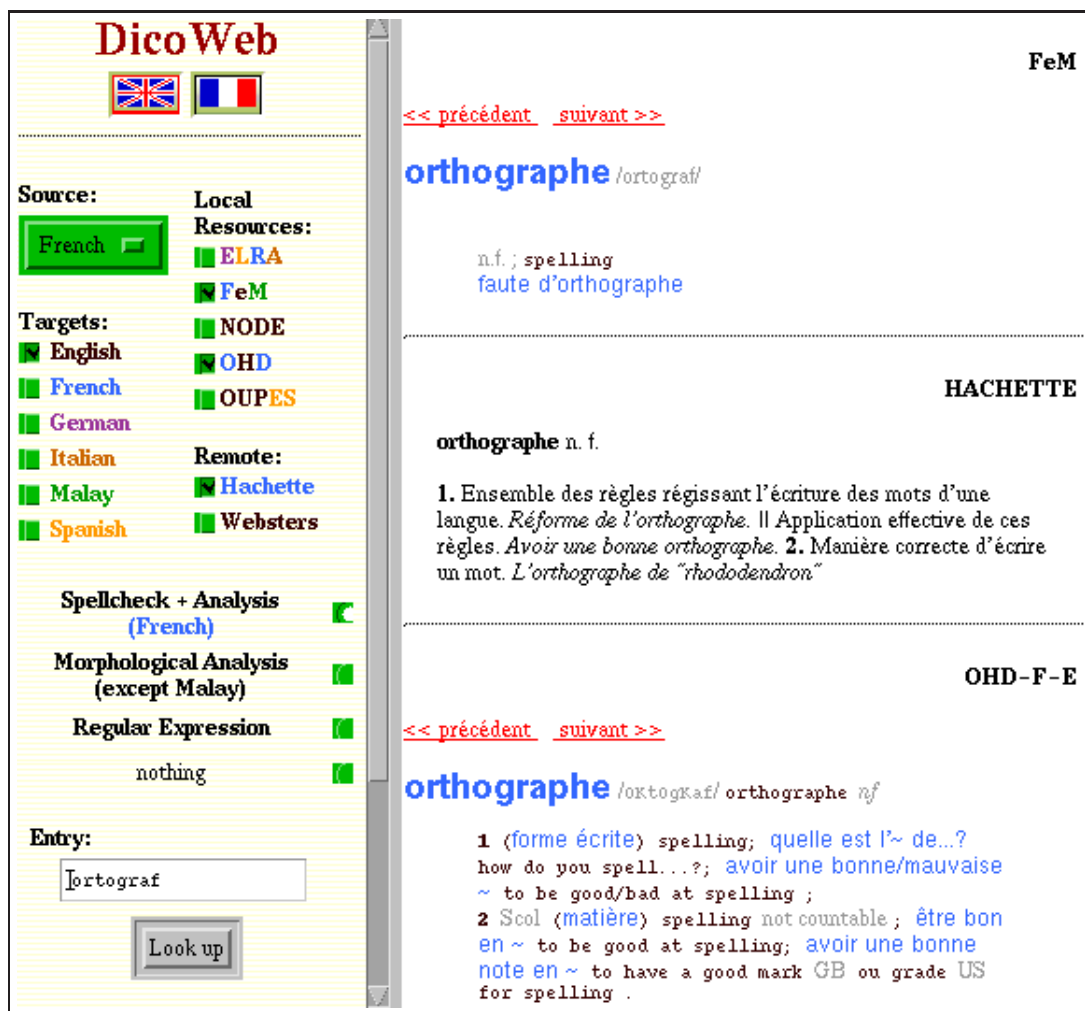 DicoWeb
Source:
French
Targets:
English
French
German
Italian
Malay
Spanish
Local
Resources:
ELRA
FeM
NODE
OHD
OUPES
Remote:
Hachette
Websters
Spellcheck + Analysis
(French)
Morphological Analysis
(except Malay)
Regular Expression
nothing
Entry:
ortograf
Look up
FeM
<< précédent suivant >>
orthographe /ortograf/
n.f. ; spelling
faute d'orthographe
HACHETTE
orthographe n. f.
1. Ensemble des règles régissant l'écriture des mots d'une
langue. Réforme de l'orthographe. || Application effective de ces
règles. Avoir une bonne orthographe. 2. Manière correcte d'écrire
un mot. L'orthographe de "rhododendron"
OHD-F-E
<< précédent suivant >>
orthographe /oʀtogʀaf/ orthographe nf
1 (forme écrite) spelling; quelle est l'~ de...?
how do you spell...?; avoir une bonne/mauvaise
~ to be good/bad at spelling ;
2 Scol (matière) spelling not countable ; être bon
en ~ to be good at spelling; avoir une bonne
note en ~ to have a good mark GB ou grade US
for spelling .